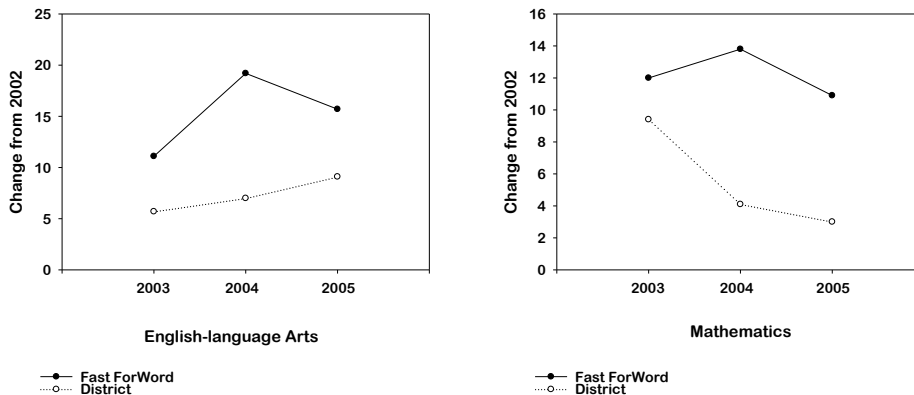 25
20
15
10
5
0
Change from 2002
2003 2004 2005
English-language Arts
Fast ForWord
District
16
14
12
10
8
6
4
2
0
Change from 2002
2003 2004 2005
Mathematics
Fast ForWord
District